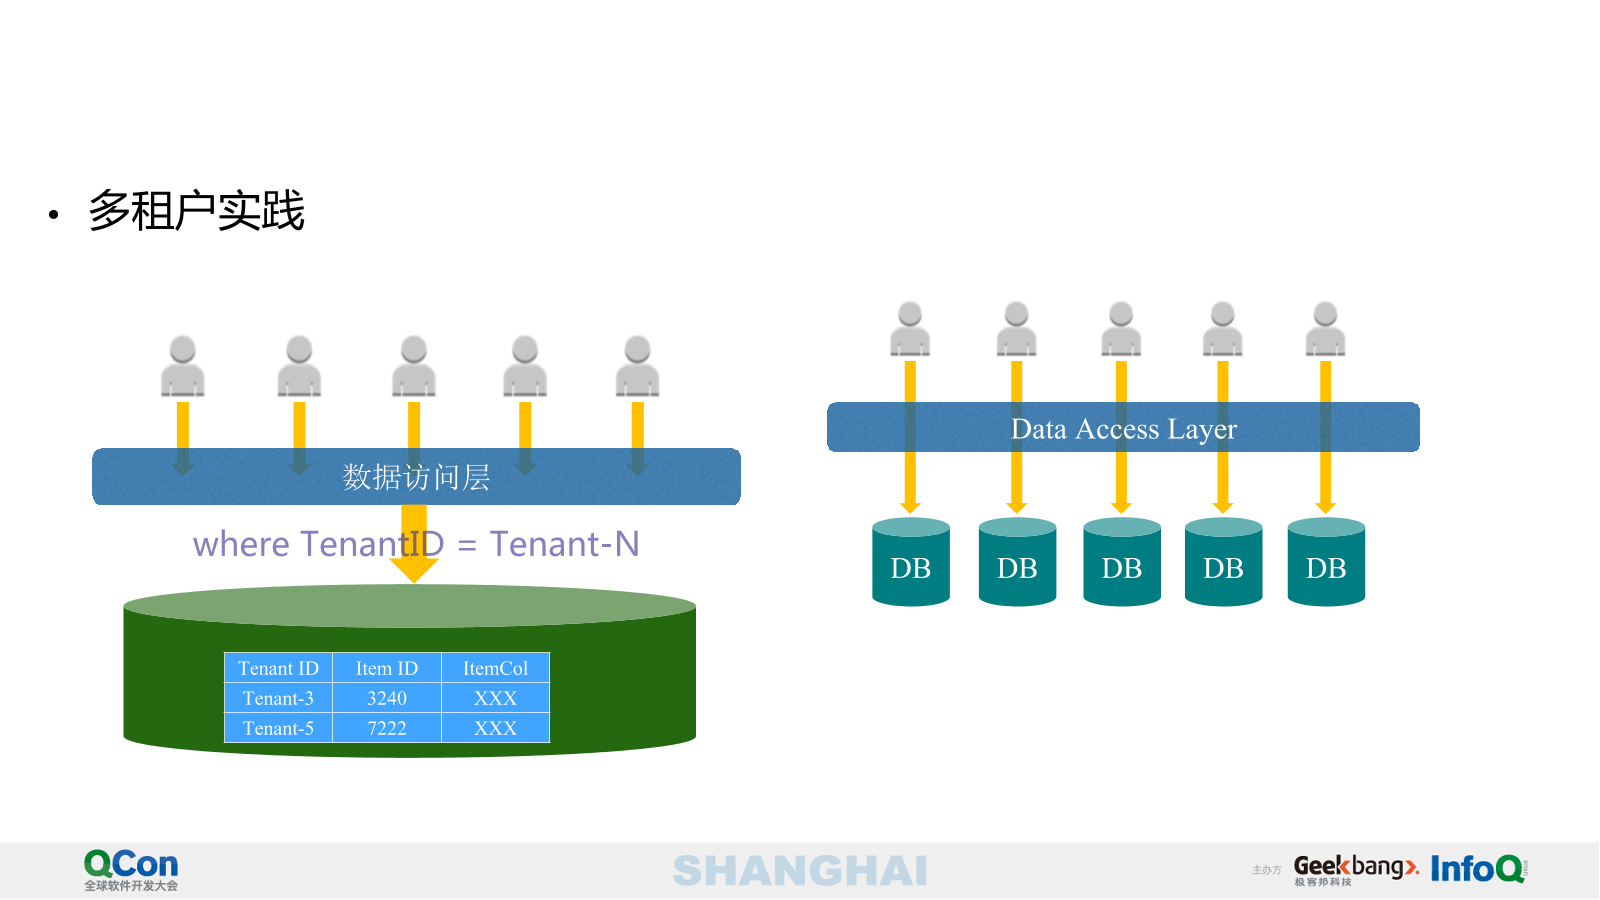 • 多租户实践
数据访问层
where TenantID = Tenant-N
Tenant ID Item ID ItemCol
Tenant-3 3240 XXX
Tenant-5 7222 XXX
Data Access Layer
DB DB DB DB DB
QCon
全球软件开发大会
SHANGHAI
主办方
Geekbang
极客邦科技
InfoQ